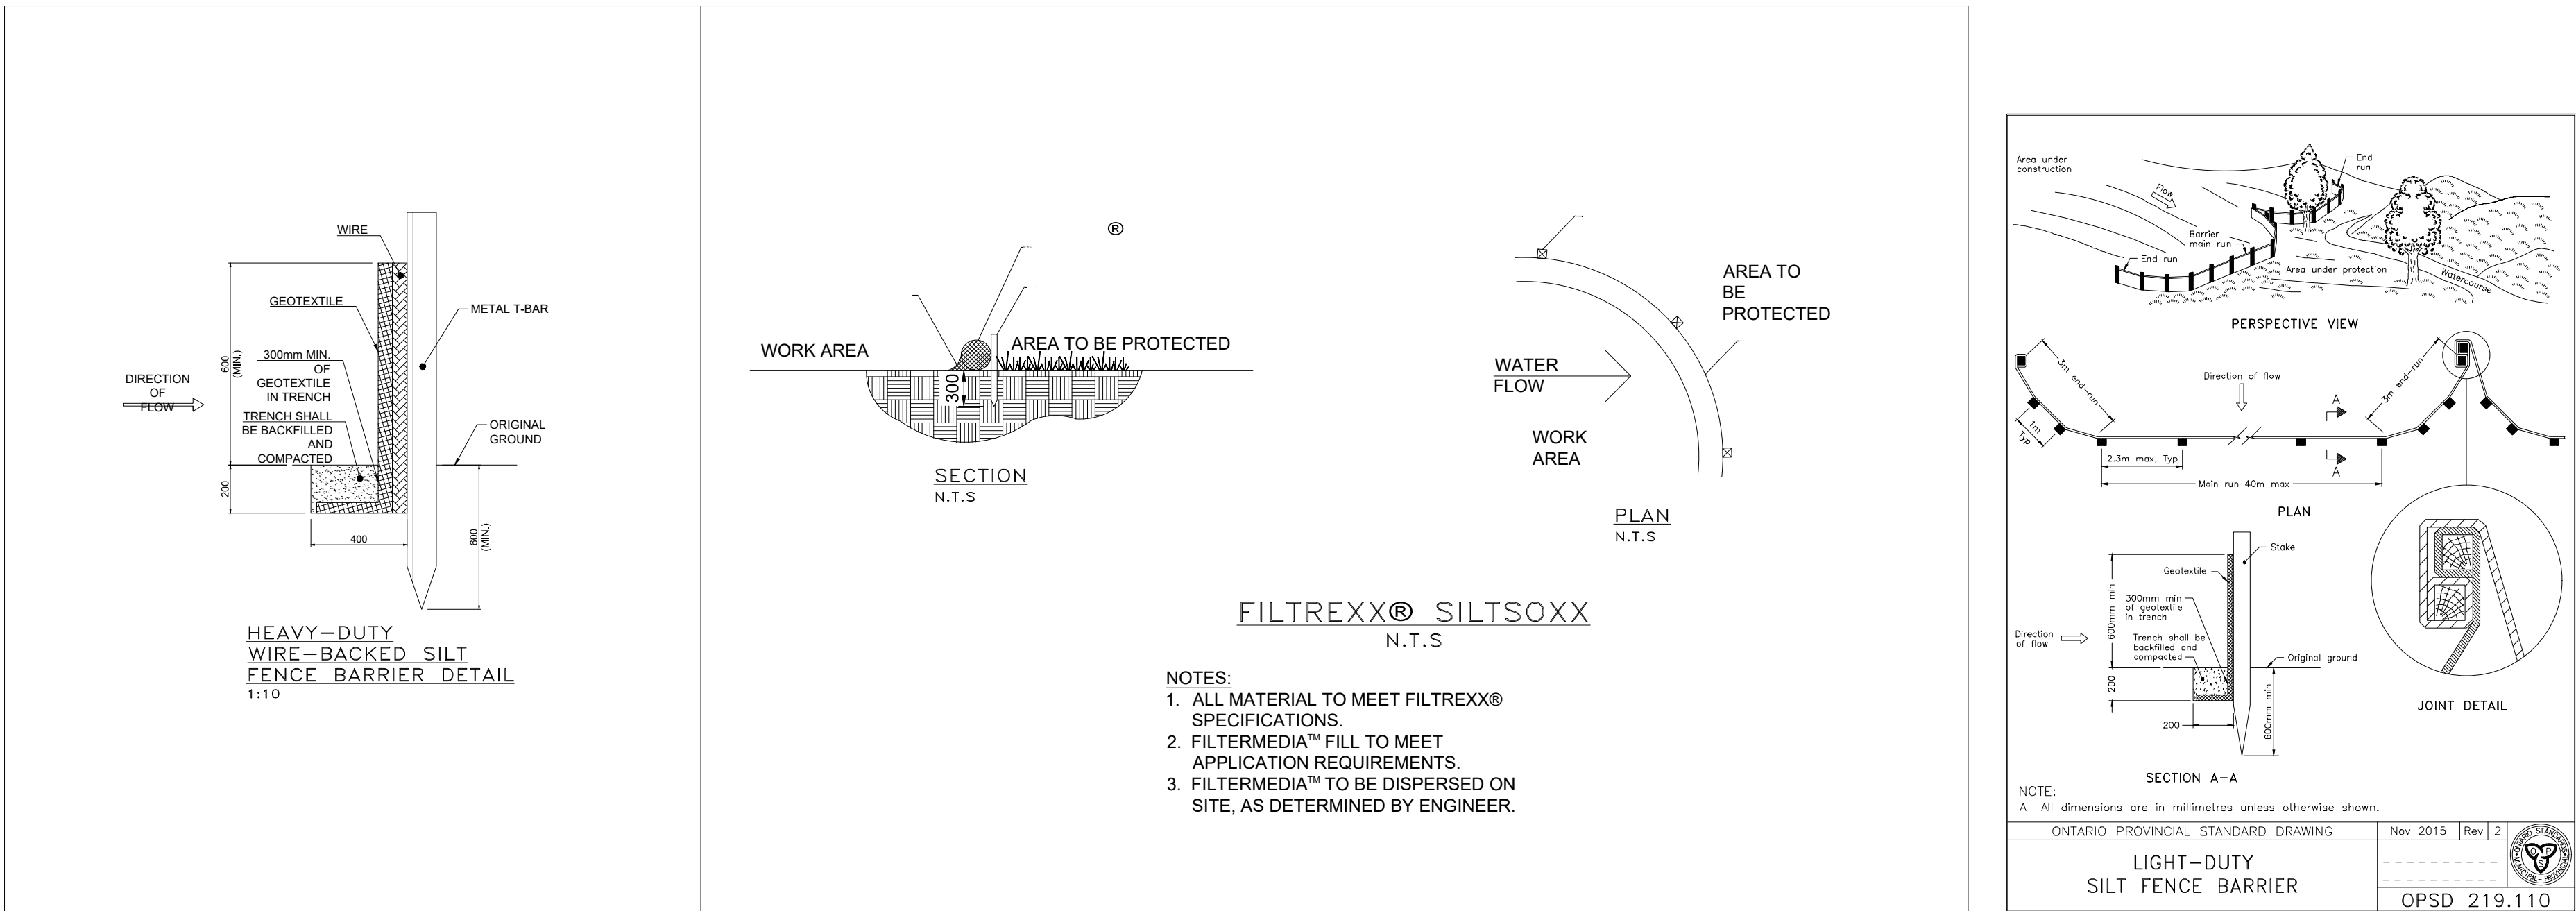 WIRE
GEOTEXTILE
METAL T-BAR
600
(MIN.)
300mm MIN.
OF
GEOTEXTILE
IN TRENCH
DIRECTION
OF
FLOW
TRENCH SHALL
BE BACKFILLED
AND
COMPACTED
ORIGINAL
GROUND
200
400
600
(MIN.)
HEAVY-DUTY
WIRE-BACKED SILT
FENCE BARRIER DETAIL
1:10
®
WORK AREA
AREA TO BE PROTECTED
300
SECTION
N.T.S
AREA TO
BE
PROTECTED
WATER
FLOW
WORK
AREA
PLAN
N.T.S
FILTREXX® SILTSOXX
N.T.S
NOTES:
1. ALL MATERIAL TO MEET FILTREXX®
SPECIFICATIONS.
2. FILTERMEDIA™ FILL TO MEET
APPLICATION REQUIREMENTS.
3. FILTERMEDIA™ TO BE DISPERSED ON
SITE, AS DETERMINED BY ENGINEER.
Area under
construction
End
run
Flow
Barrier
main run
End run
Area under protection
Watercourse
PERSPECTIVE VIEW
3m end-run
Direction of flow
3m end-run
1m
Typ
A
A
2.3m max, Typ
Main run 40m max
PLAN
Stake
Geotextile
600mm min
300mm min
of geotextile
in trench
Direction
of flow
Trench shall be
backfilled and
compacted
Original ground
200
200
600mm min
JOINT DETAIL
SECTION A-A
NOTE:
A All dimensions are in millimetres unless otherwise shown.
ONTARIO PROVINCIAL STANDARD DRAWING
Nov 2015
Rev
2
LIGHT-DUTY
SILT FENCE BARRIER
OPSD 219.110
ONTARIO STANDARDS
MUNICIPAL - PROVINCIAL
O P
S